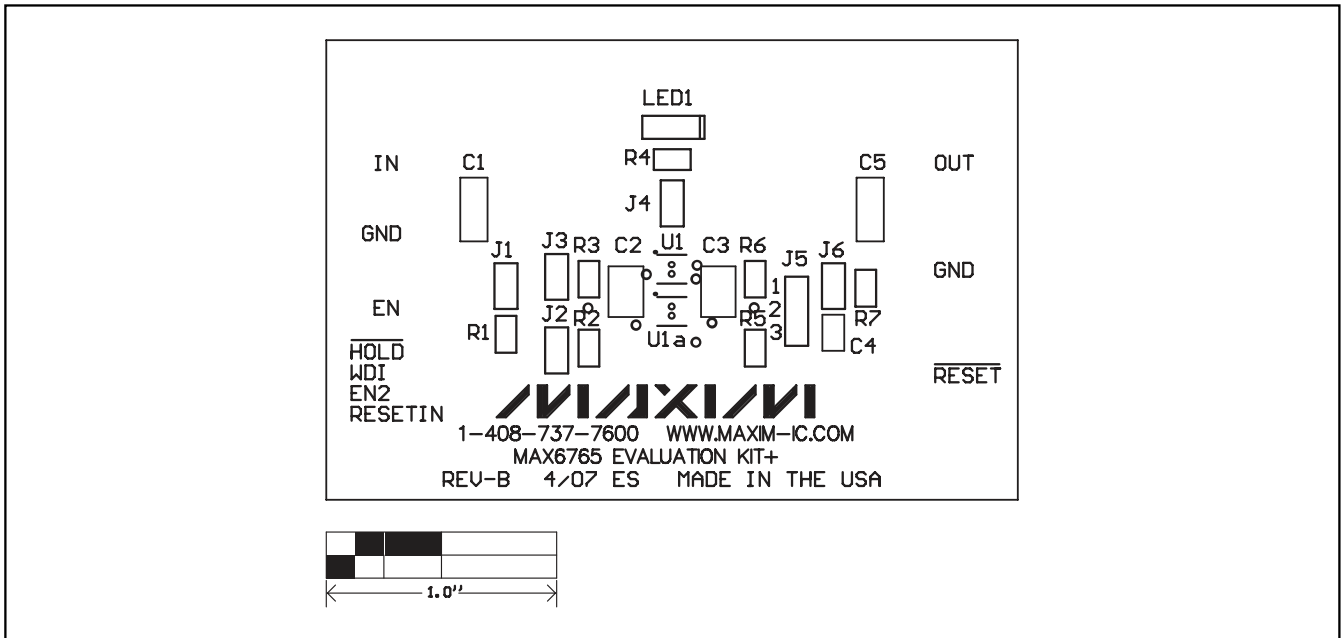 LED1
R4
IN C1 C5 OUT
J4
GND
J1 J3 R3 C2 U1 C3 R6 J5 J6
GND
1
EN
2
R1 J2 R2 U1a R5 3 R7
C4
HOLD
WDI
RESET
EN2
RESETIN
MAXIM
1-408-737-7600 WWW.MAXIM-IC.COM
MAX6765 EVALUATION KIT+
REV-B 4/07 ES MADE IN THE USA
1.0"